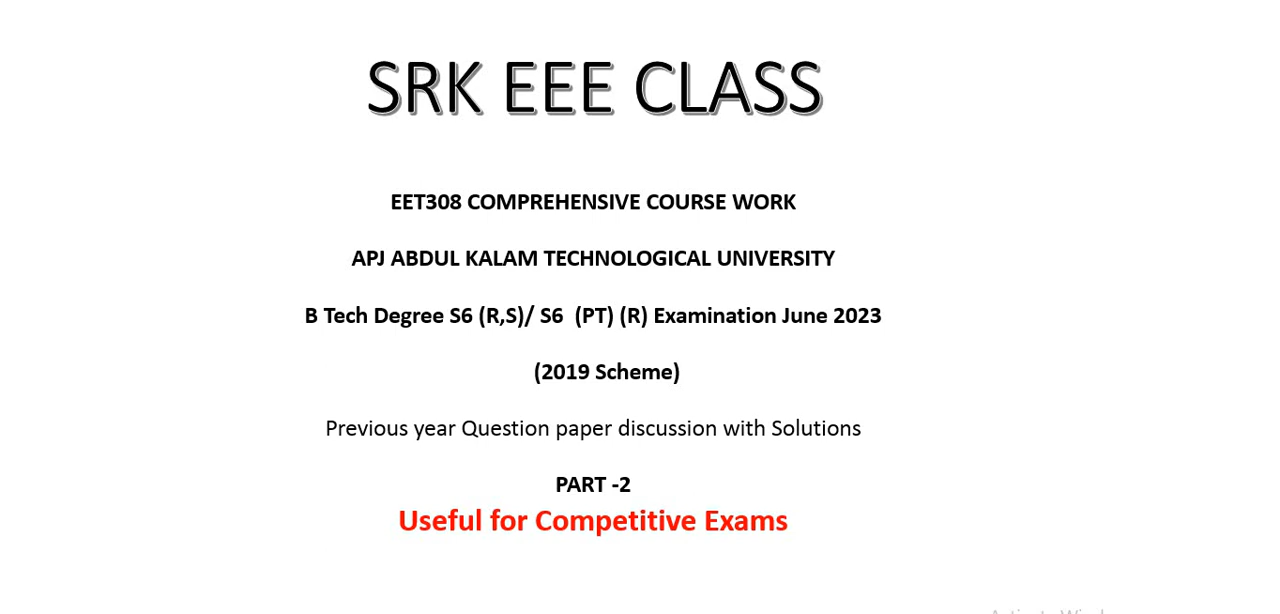 SRK EEE CLASS
EET308 COMPREHENSIVE COURSE WORK
APJ ABDUL KALAM TECHNOLOGICAL UNIVERSITY
B Tech Degree S6 (R,S)/ S6 (PT) (R) Examination June 2023
(2019 Scheme)
Previous year Question paper discussion with Solutions
PART -2
Useful for Competitive Exams